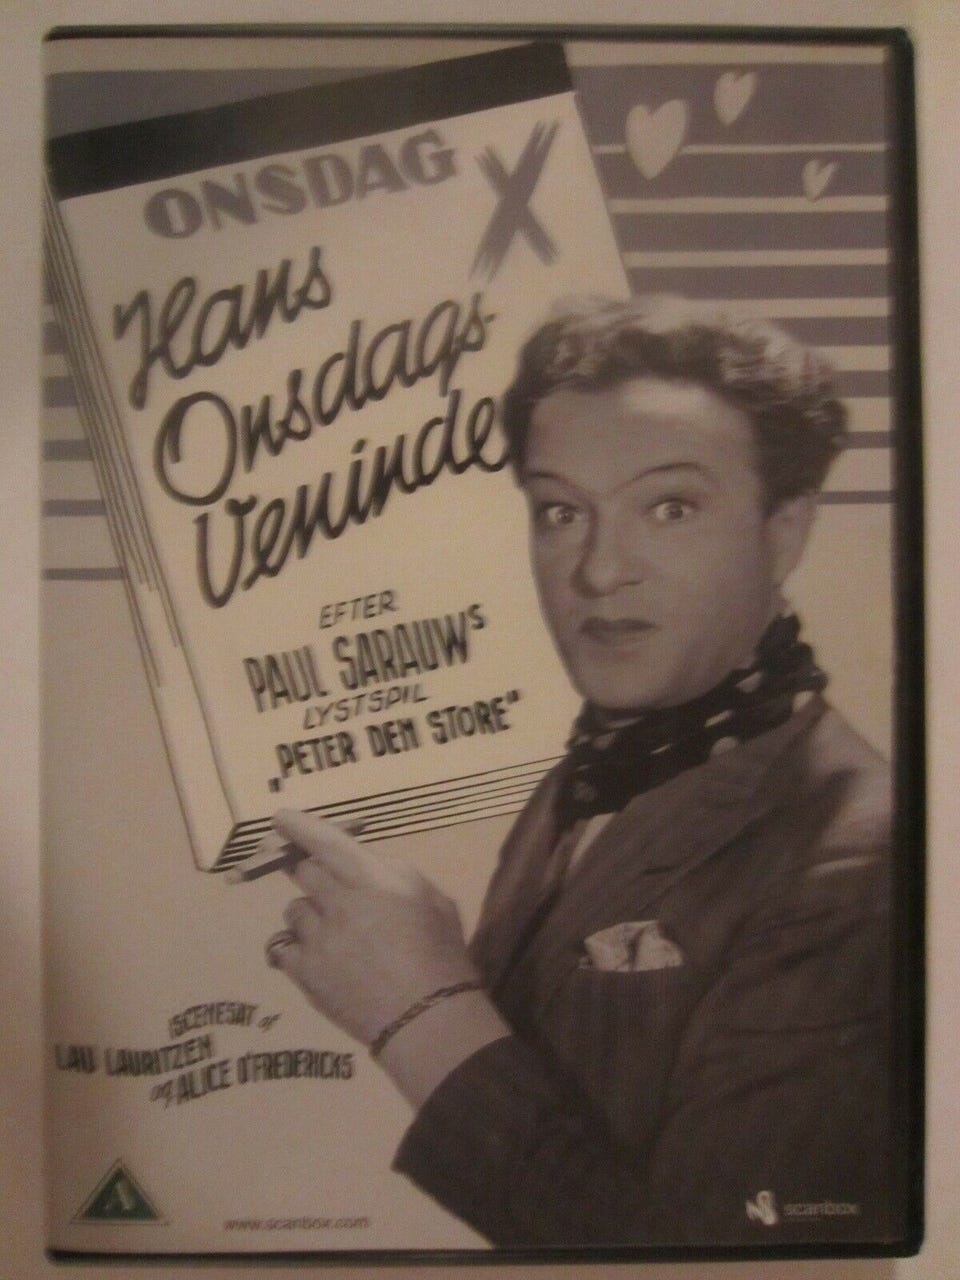 ONSDAG X
Hans
Onsdags-
Veninde
EFTER
PAUL SARAUW'S
LYSTSPIL
„PETER DEN STORE"
ISCENESAT af
LAU LAURITZEN
og ALICE O'FREDERICKS
A
www.scanbox.com
scanbox